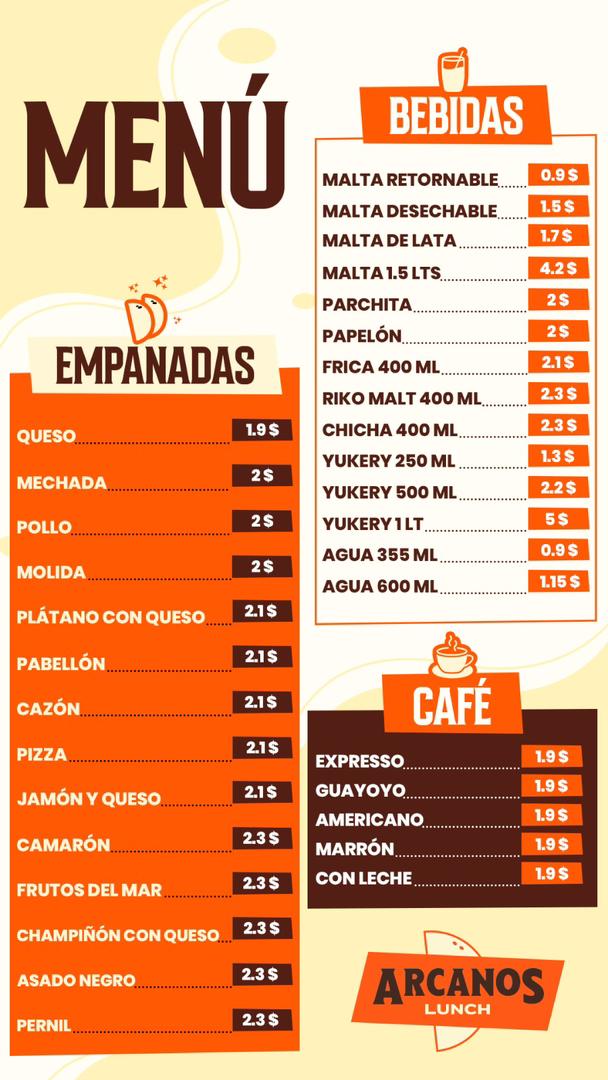 MENÚ
EMPANADAS
QUESO 1.9 $
MECHADA 2 $
POLLO 2 $
MOLIDA 2 $
PLÁTANO CON QUESO 2.1 $
PABELLÓN 2.1 $
CAZÓN 2.1 $
PIZZA 2.1 $
JAMÓN Y QUESO 2.1 $
CAMARÓN 2.3 $
FRUTOS DEL MAR 2.3 $
CHAMPIÑÓN CON QUESO 2.3 $
ASADO NEGRO 2.3 $
PERNIL 2.3 $
BEBIDAS
MALTA RETORNABLE 0.9 $
MALTA DESECHABLE 1.5 $
MALTA DE LATA 1.7 $
MALTA 1.5 LTS 4.2 $
PARCHITA 2 $
PAPELÓN 2 $
FRICA 400 ML 2.1 $
RIKO MALT 400 ML 2.3 $
CHICHA 400 ML 2.3 $
YUKERY 250 ML 1.3 $
YUKERY 500 ML 2.2 $
YUKERY 1 LT 5 $
AGUA 355 ML 0.9 $
AGUA 600 ML 1.15 $
CAFÉ
EXPRESSO 1.9 $
GUAYOYO 1.9 $
AMERICANO 1.9 $
MARRÓN 1.9 $
CON LECHE 1.9 $
ARCANOS
LUNCH